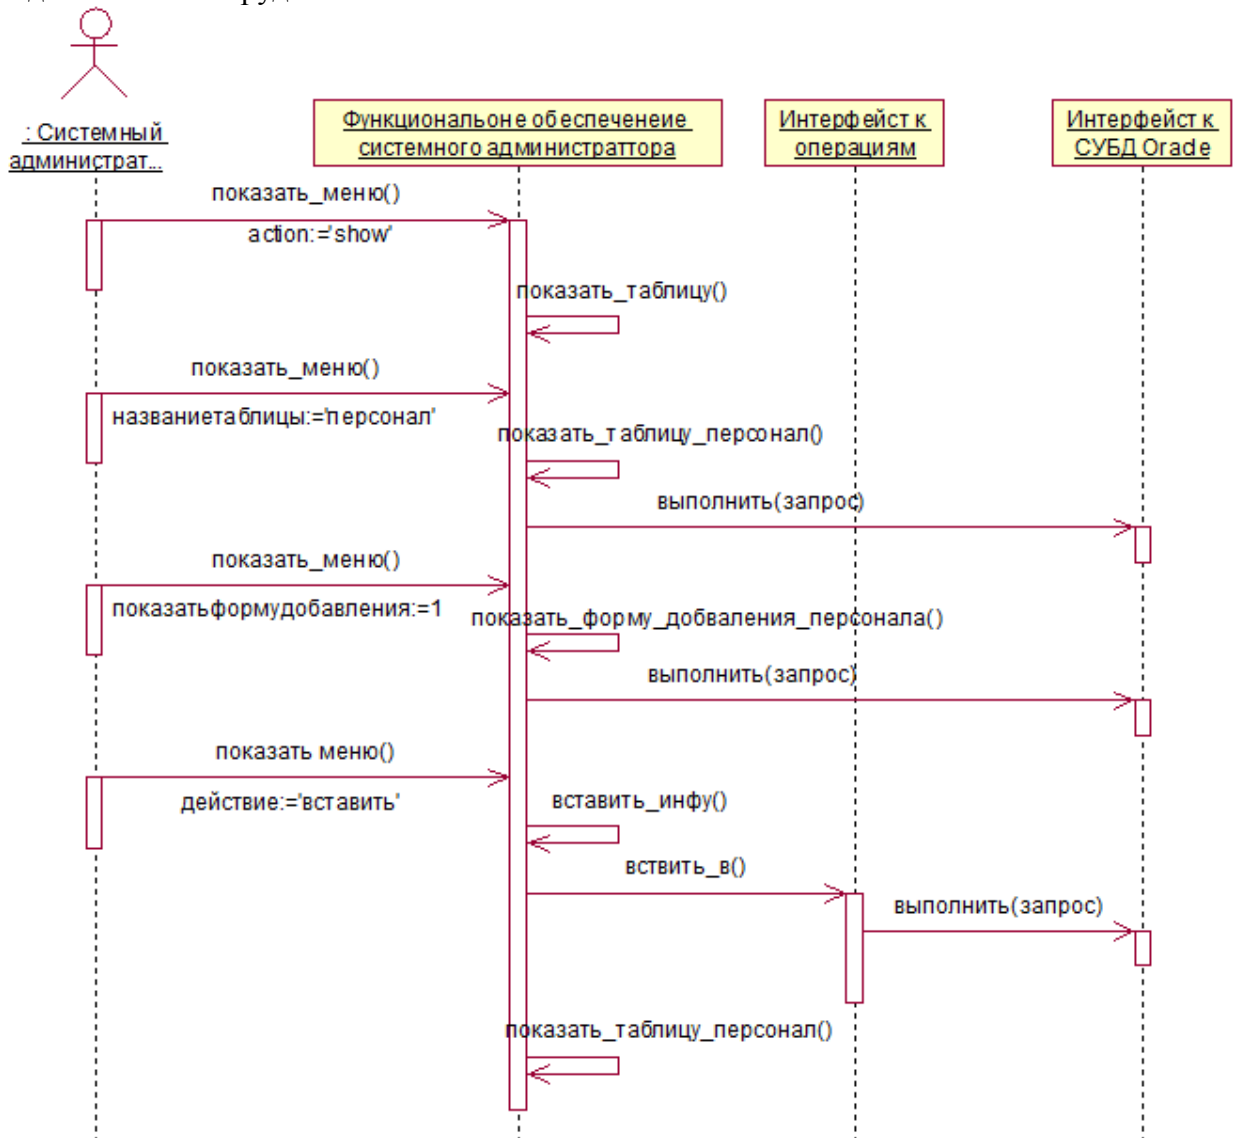 : Системный
администрат...
Функциональоне обеспеченеие
системного администраттора
Интерфейст к
операциям
Интерфейст к
СУБД Oracle
показать_меню()
action:='show'
показать_таблицу()
показать_меню()
названиетаблицы:='персонал'
показать_таблицу_персонал()
выполнить(запрос)
показать_меню()
показатьформудобавления:=1
показать_форму_добваления_персонала()
выполнить(запрос)
показать меню()
действие:='вставить'
вставить_инфу()
вствить_в()
выполнить(запрос)
показать_таблицу_персонал()